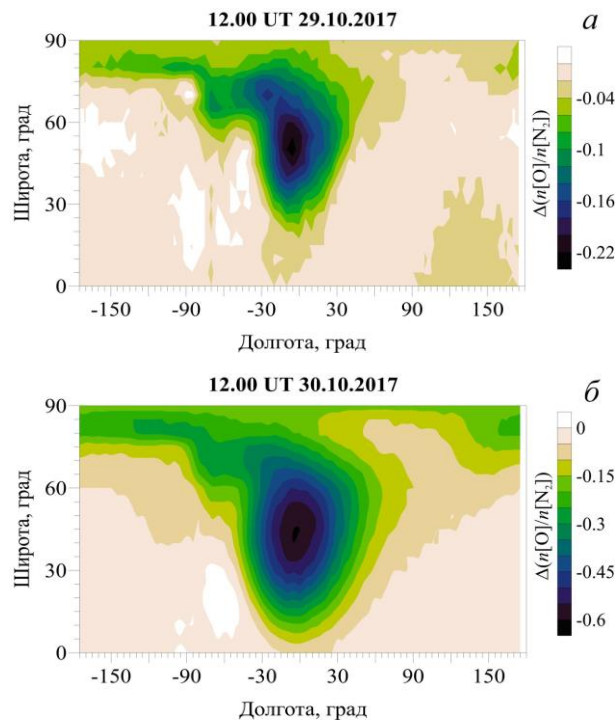 12.00 UT 29.10.2017
а
90
60
30
0
Широта, град
-150 -90 -30 30 90 150
Долгота, град
-0.04
-0.1
-0.16
-0.22
Δ(n[O]/n[N₂])
12.00 UT 30.10.2017
б
90
60
30
0
Широта, град
-150 -90 -30 30 90 150
Долгота, град
0
-0.15
-0.3
-0.45
-0.6
Δ(n[O]/n[N₂])